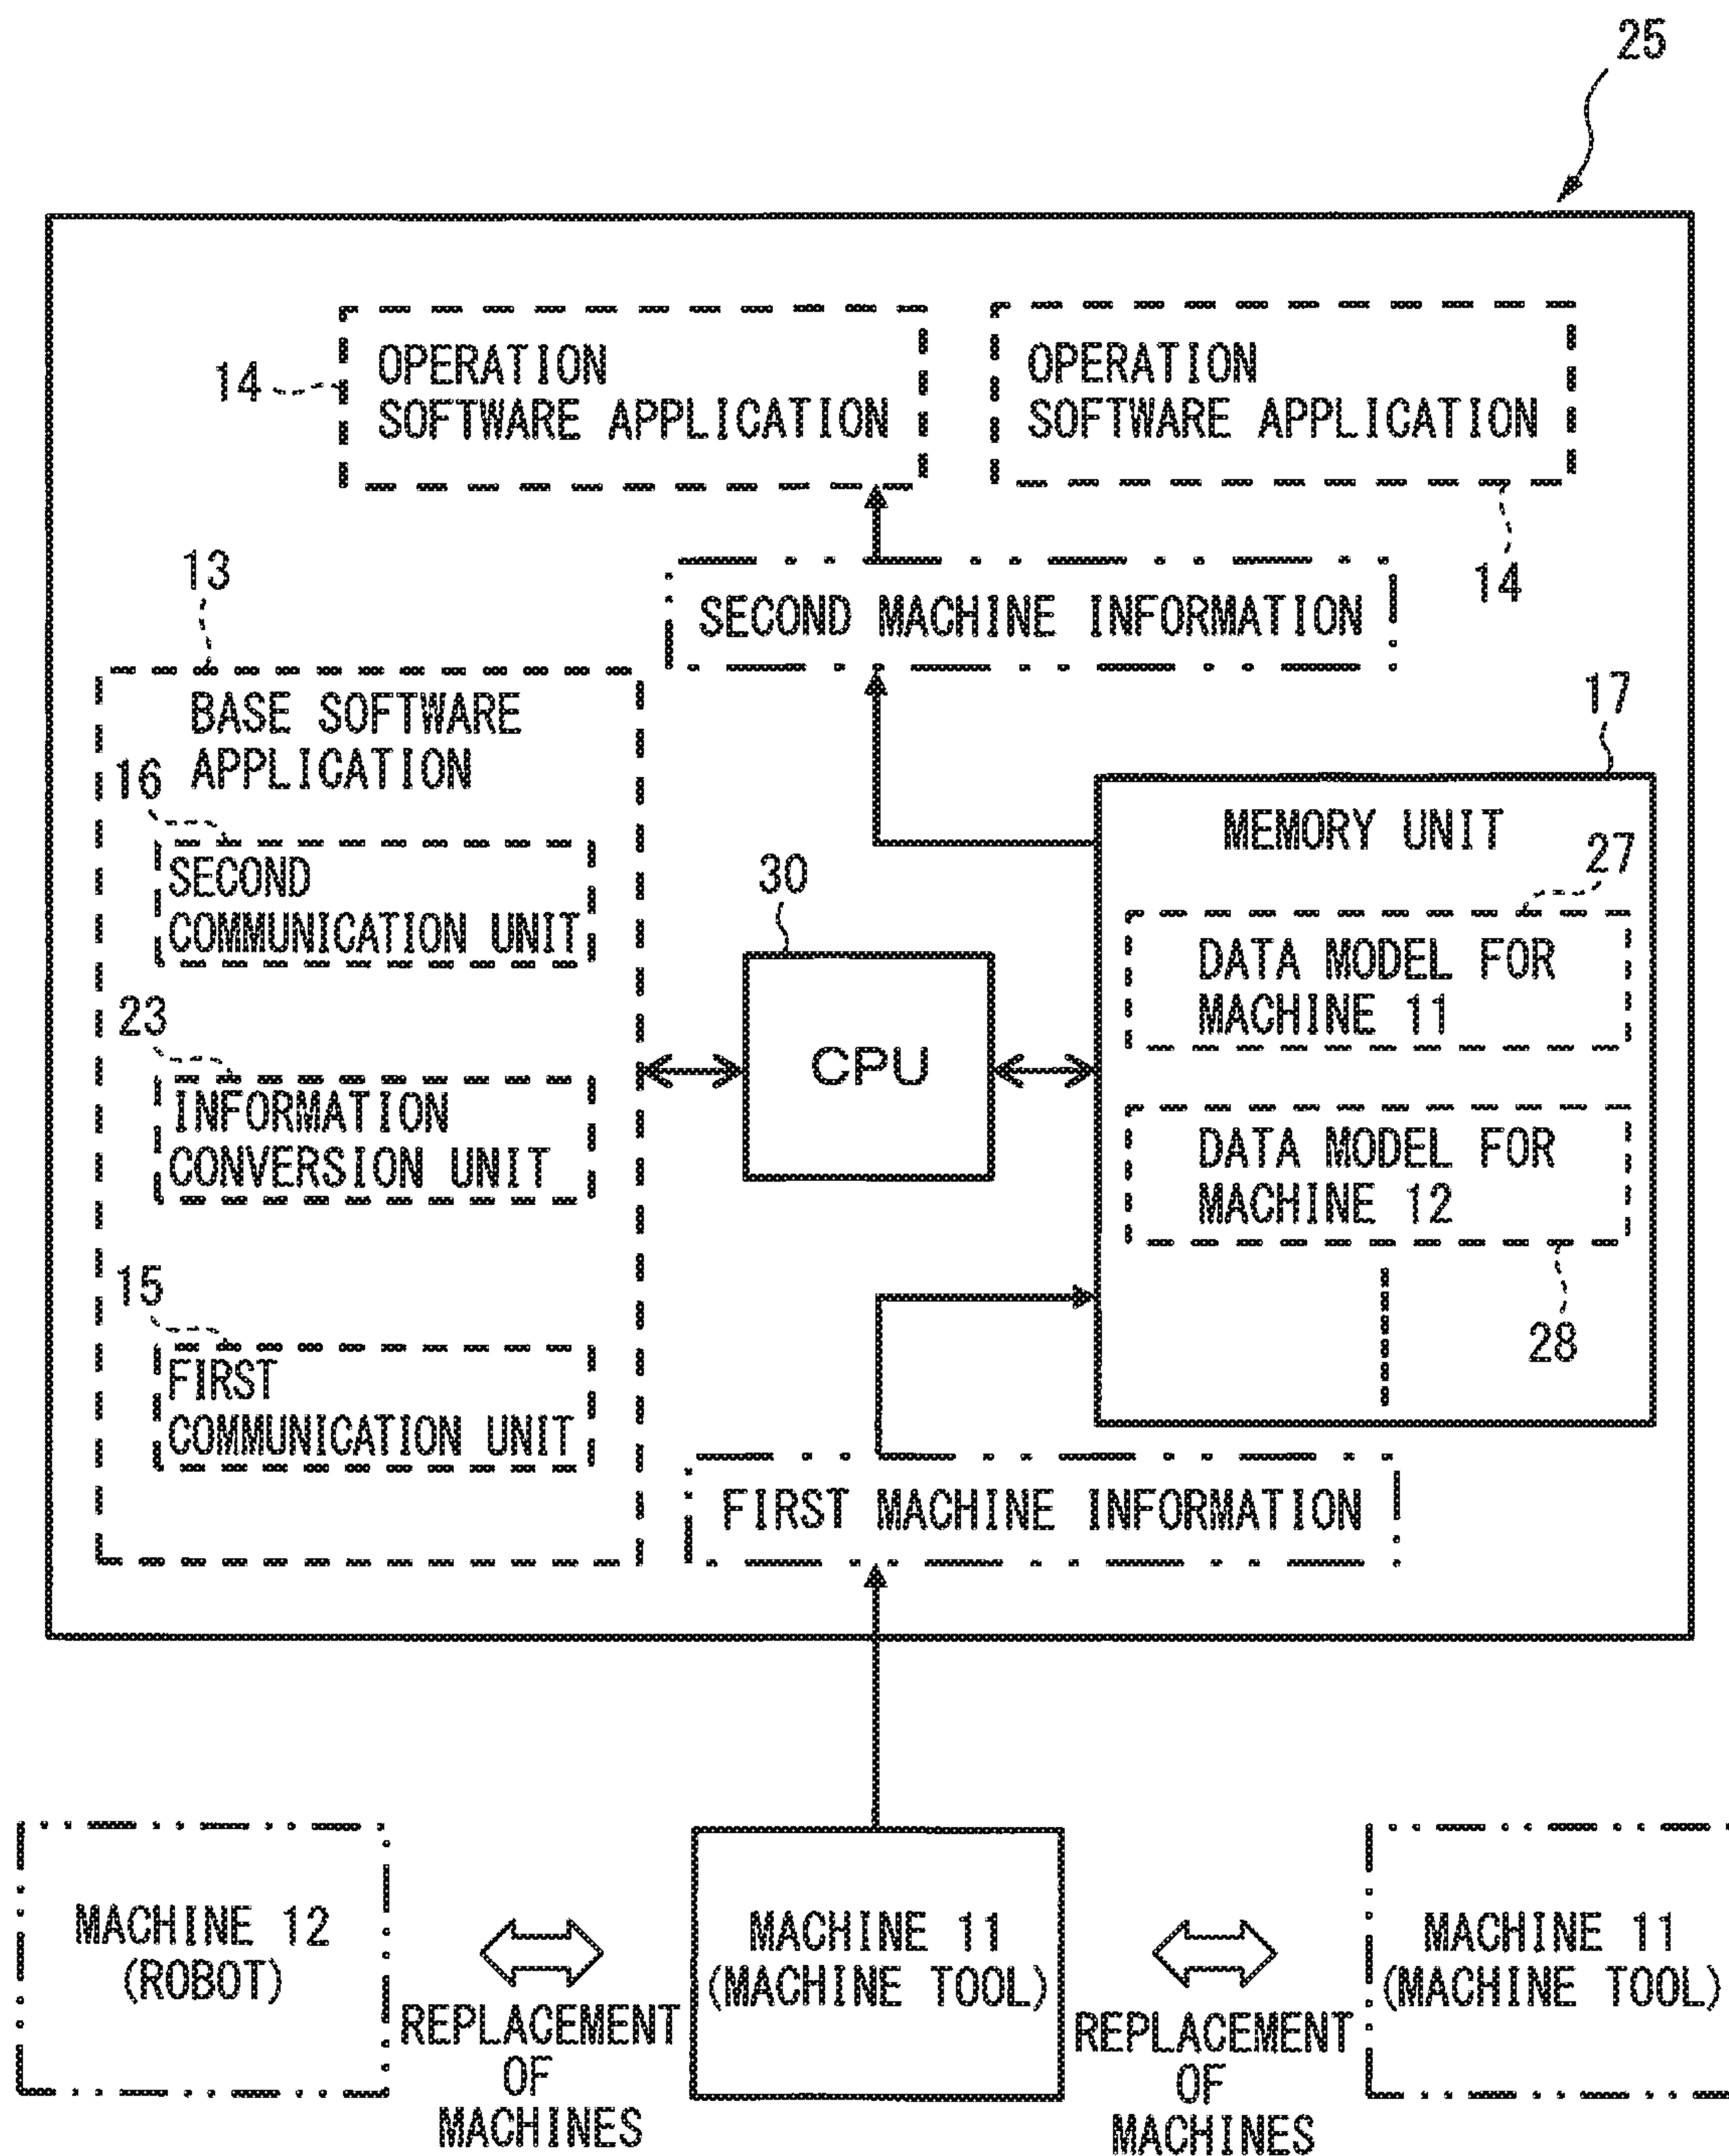 25
OPERATION
SOFTWARE APPLICATION
14
OPERATION
SOFTWARE APPLICATION
14
SECOND MACHINE INFORMATION
13
BASE SOFTWARE
APPLICATION
16
SECOND
COMMUNICATION UNIT
23
INFORMATION
CONVERSION UNIT
15
FIRST
COMMUNICATION UNIT
30
CPU
17
MEMORY UNIT
27
DATA MODEL FOR
MACHINE 11
DATA MODEL FOR
MACHINE 12
28
FIRST MACHINE INFORMATION
MACHINE 12
(ROBOT)
REPLACEMENT
OF
MACHINES
MACHINE 11
(MACHINE TOOL)
REPLACEMENT
OF
MACHINES
MACHINE 11
(MACHINE TOOL)